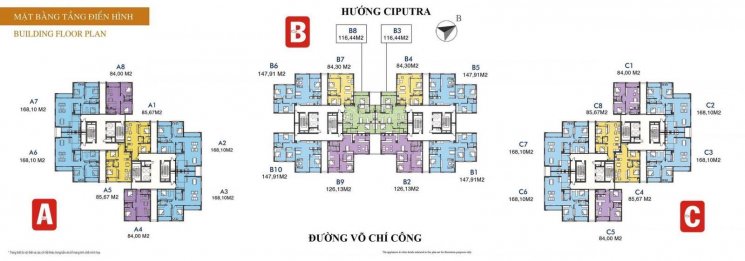 MẶT BẰNG TẦNG ĐIỂN HÌNH
BUILDING FLOOR PLAN
HƯỚNG CIPUTRA
B
A
A8
84,00 M2
A7
168,10M2
A1
85,67M2
A2
168,10M2
A6
168,10 M2
A5
85,67 M2
A3
168,10M2
A4
84,00 M2
B
B8
116,44M2
B3
116,44M2
B6
147,91 M2
B7
84,30 M2
B4
84,30M2
B5
147,91M2
B10
147,91M2
B9
126,13M2
B2
126,13M2
B1
147,91M2
C
C1
84,00 M2
C8
85,67M2
C2
168,10M2
C7
168,10M2
C3
168,10M2
C6
168,10M2
C4
85,67 M2
C5
84,00 M2
ĐƯỜNG VÕ CHÍ CÔNG